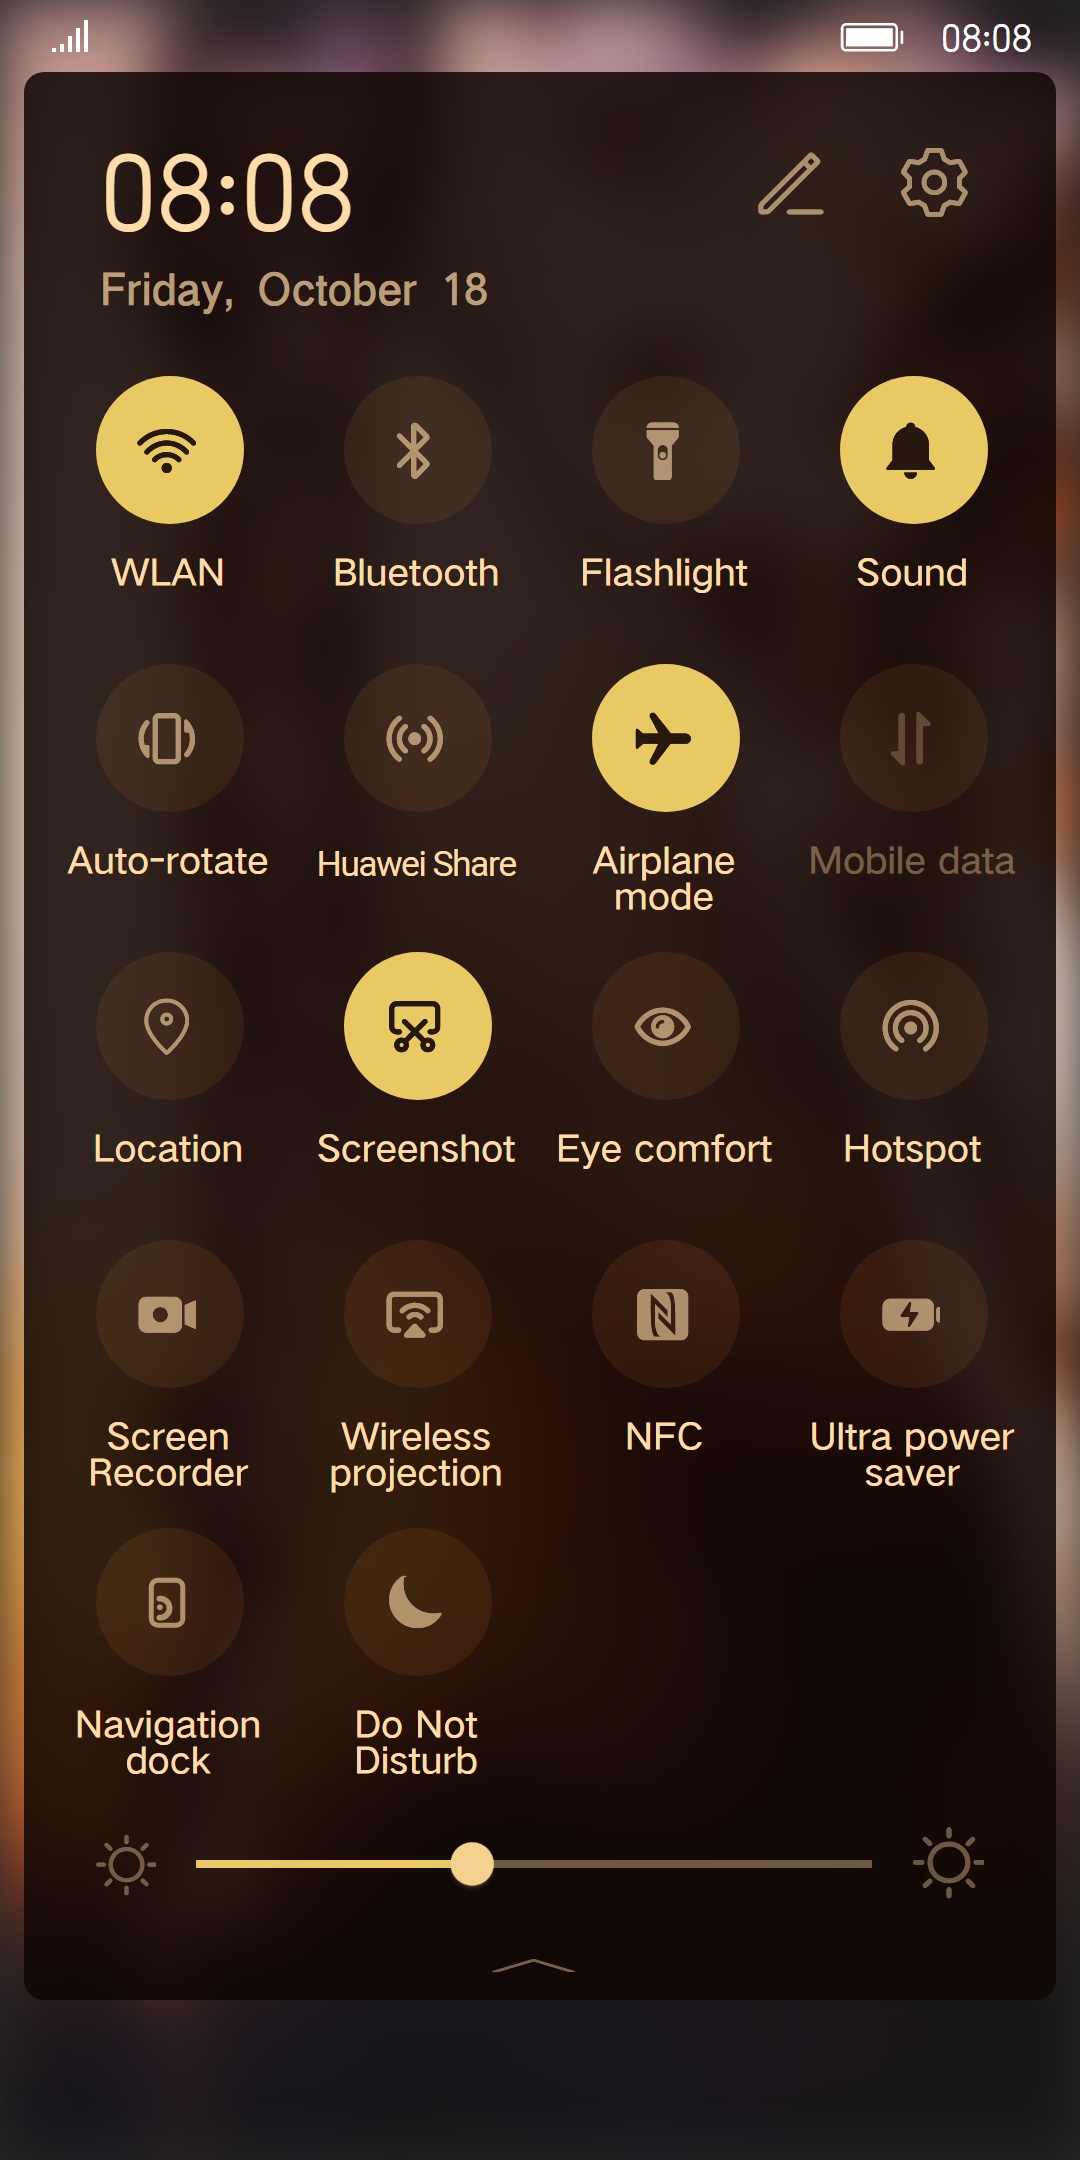 08:08
08:08
Friday, October 18
WLAN Bluetooth Flashlight Sound
Auto-rotate Huawei Share Airplane mode Mobile data
Location Screenshot Eye comfort Hotspot
Screen Recorder Wireless projection NFC Ultra power saver
Navigation dock Do Not Disturb